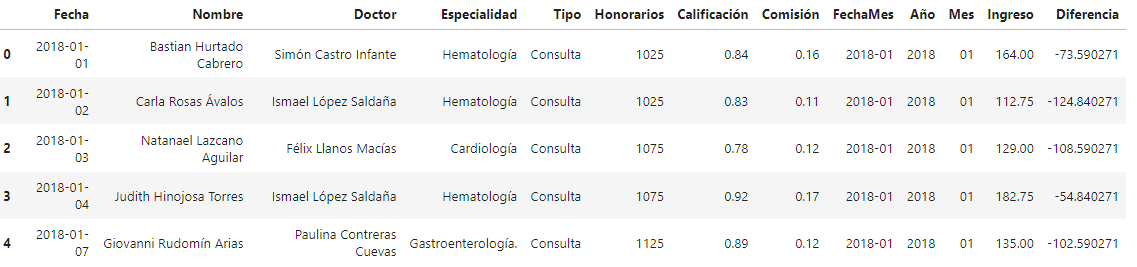 Fecha Nombre Doctor Especialidad Tipo Honorarios Calificación Comisión FechaMes Año Mes Ingreso Diferencia
0 2018-01-01 Bastian Hurtado Cabrero Simón Castro Infante Hematología Consulta 1025 0.84 0.16 2018-01 2018 01 164.00 -73.590271
1 2018-01-02 Carla Rosas Ávalos Ismael López Saldaña Hematología Consulta 1025 0.83 0.11 2018-01 2018 01 112.75 -124.840271
2 2018-01-03 Natanael Lazcano Aguilar Félix Llanos Macías Cardiología Consulta 1075 0.78 0.12 2018-01 2018 01 129.00 -108.590271
3 2018-01-04 Judith Hinojosa Torres Ismael López Saldaña Hematología Consulta 1075 0.92 0.17 2018-01 2018 01 182.75 -54.840271
4 2018-01-07 Giovanni Rudomín Arias Paulina Contreras Cuevas Gastroenterología. Consulta 1125 0.89 0.12 2018-01 2018 01 135.00 -102.590271